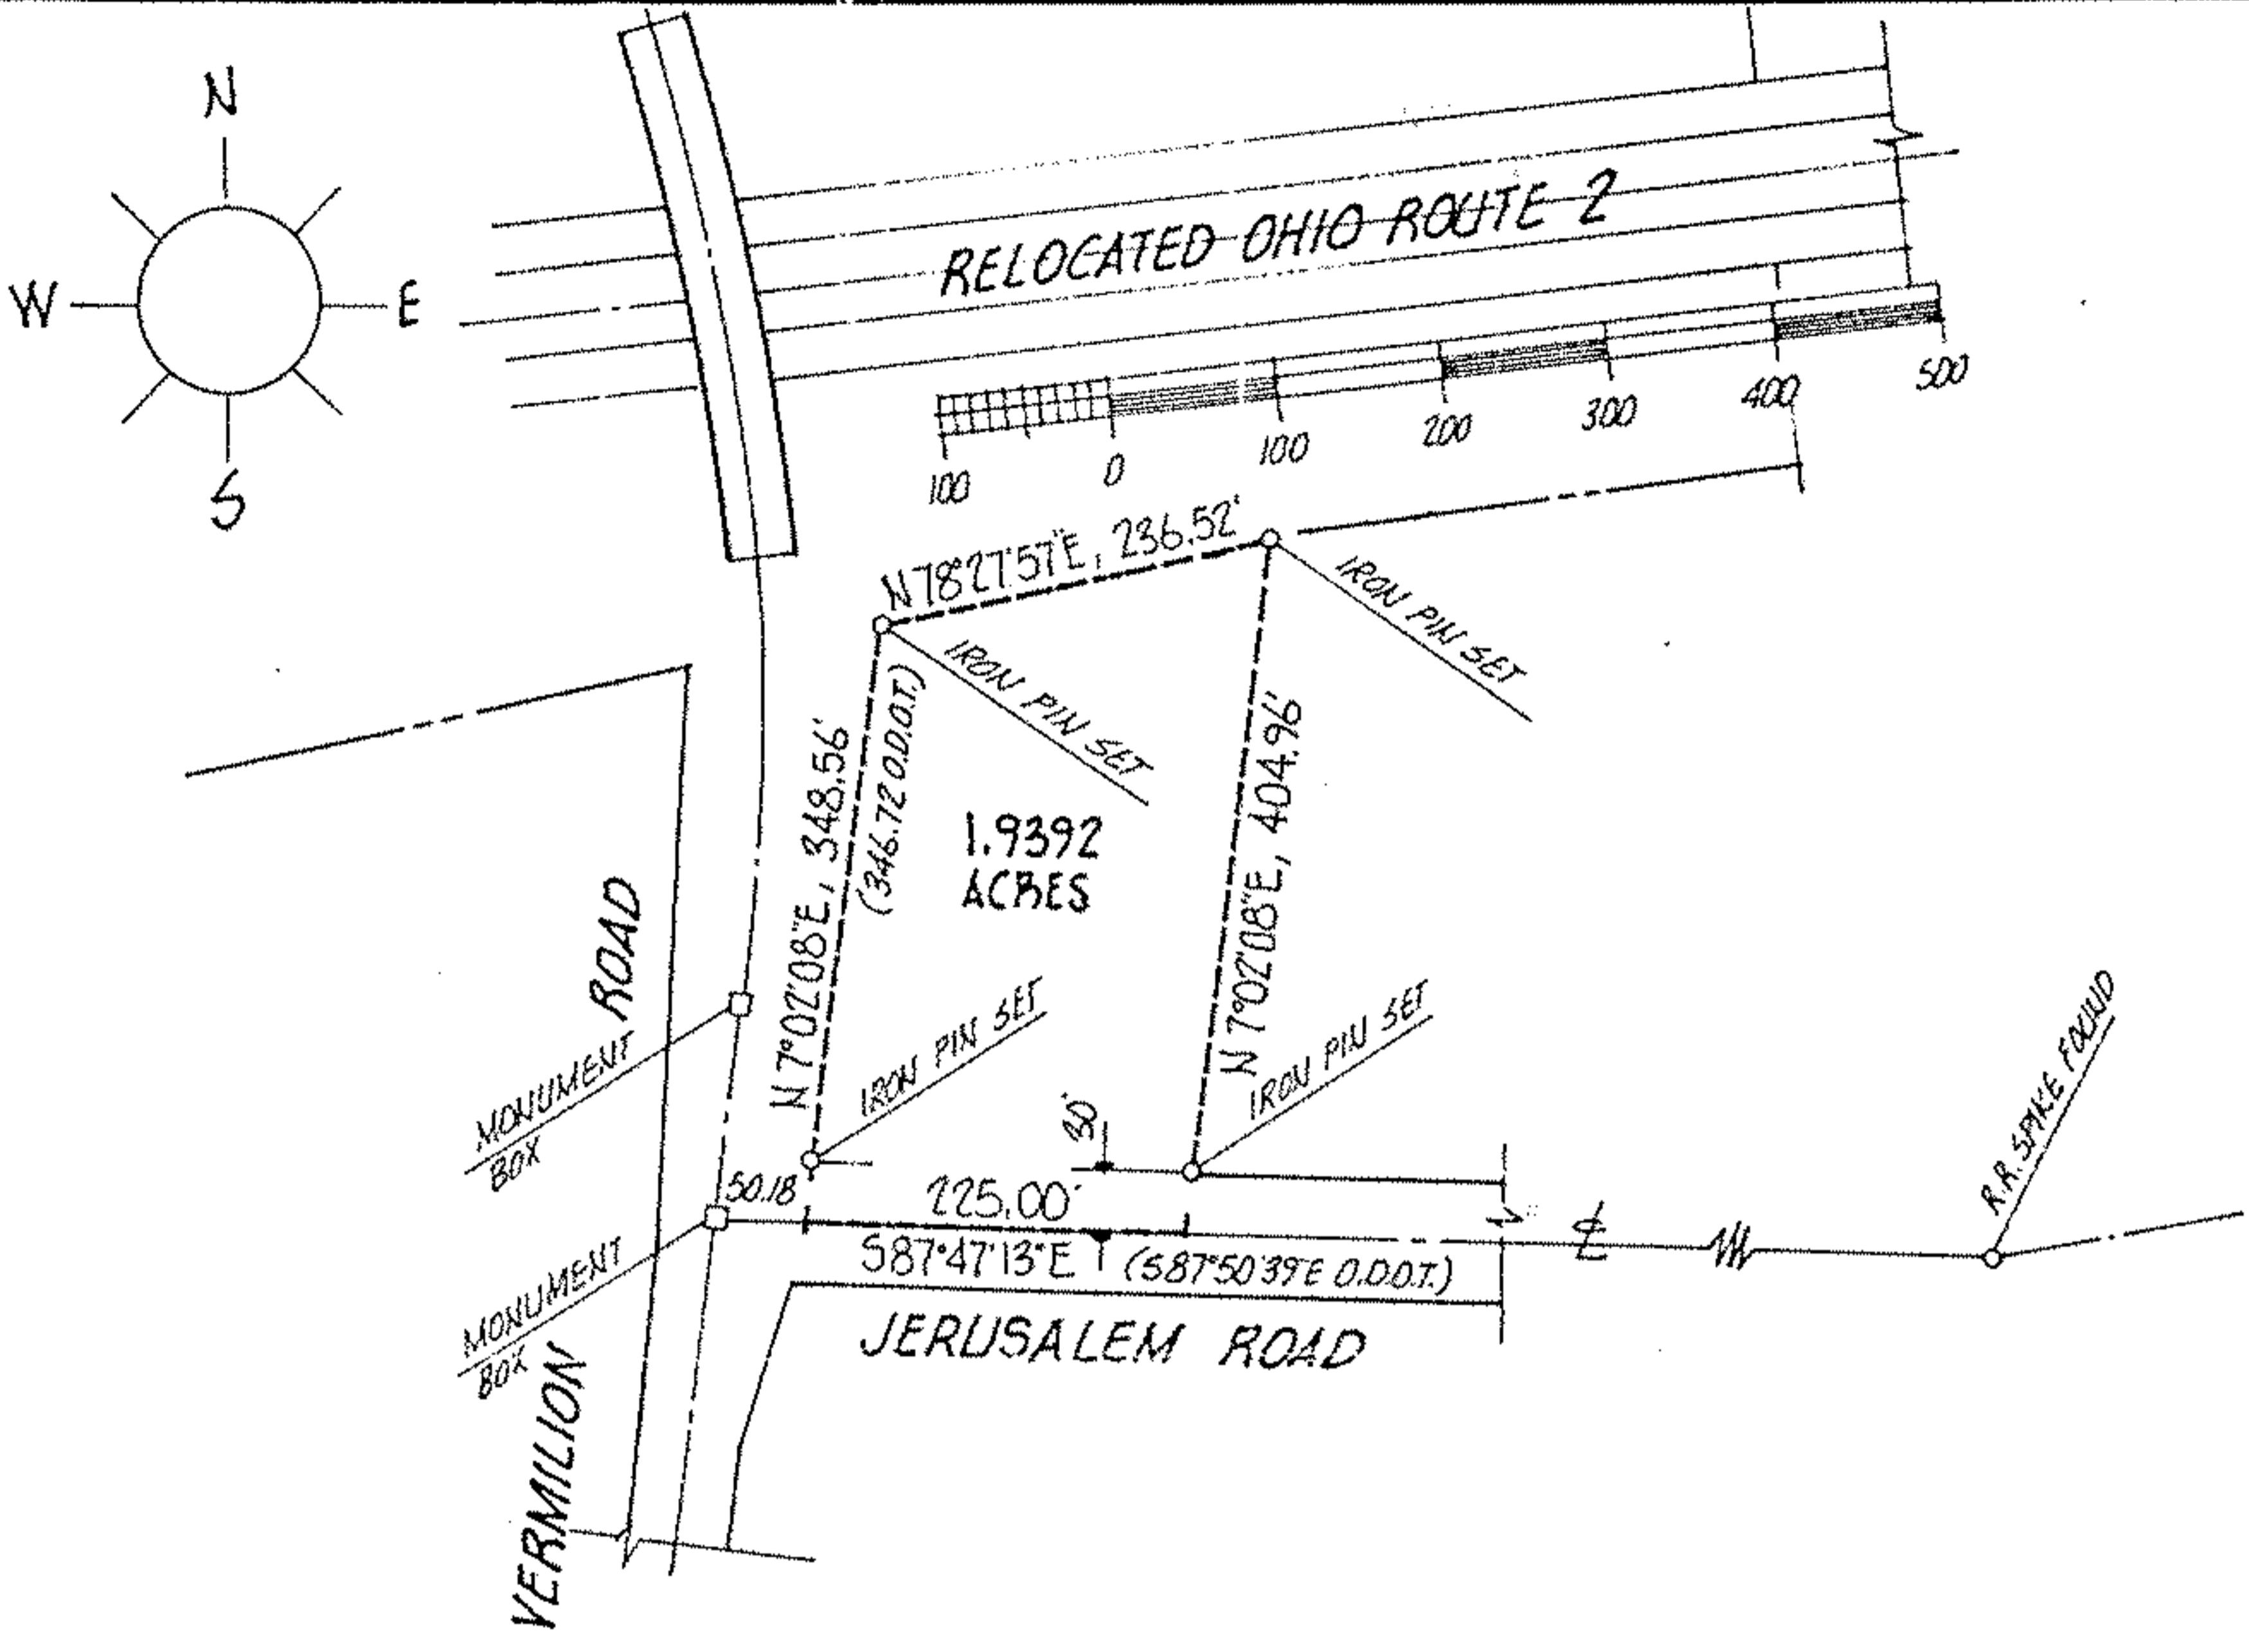 N
W
E
S
RELOCATED OHIO ROUTE 2
100
0
100
200
300
400
500
N78°27'57"E, 236.52'
IRON PIN SET
IRON PIN SET
N7°02'08"E, 348.56'
(346.72 O.D.O.T.)
1.9392
ACRES
N7°02'08"E, 404.96'
IRON PIN SET
IRON PIN SET
ROAD
MONUMENT
BOX
30'
R.R. SPIKE FOUND
50.18
225.00'
S87°47'13"E
(S87°50'39"E O.D.O.T.)
℄
MONUMENT
BOX
JERUSALEM ROAD
VERMILION